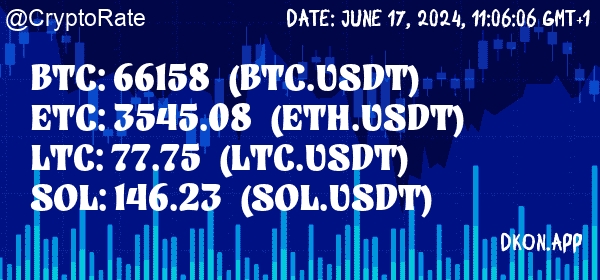 @CryptoRate
DATE: JUNE 17, 2024, 11:06:06 GMT+1
BTC: 66158 (BTC.USDT)
ETC: 3545.08 (ETH.USDT)
LTC: 77.75 (LTC.USDT)
SOL: 146.23 (SOL.USDT)
DKON.APP